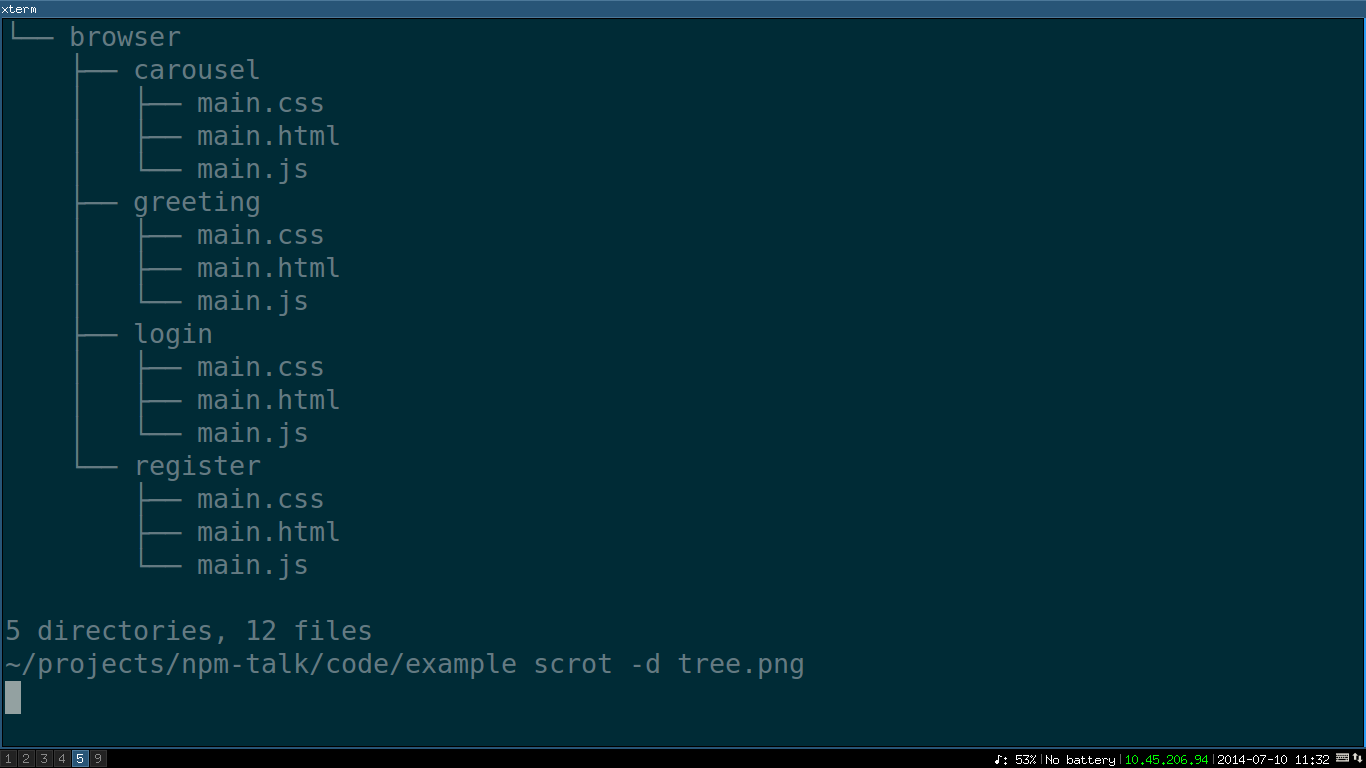 xterm
└── browser
    ├── carousel
    │   ├── main.css
    │   ├── main.html
    │   └── main.js
    ├── greeting
    │   ├── main.css
    │   ├── main.html
    │   └── main.js
    ├── login
    │   ├── main.css
    │   ├── main.html
    │   └── main.js
    └── register
        ├── main.css
        ├── main.html
        └── main.js
5 directories, 12 files
~/projects/npm-talk/code/example scrot -d tree.png
1 2 3 4 5 9 ♪: 53%|No battery|10.45.206.94|2014-07-10 11:32